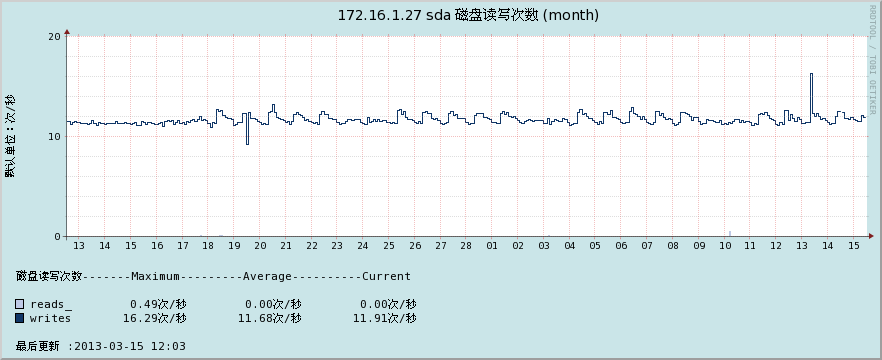 172.16.1.27 sda 磁盘读写次数 (month)
RRDTOOL / TOBI OETIKER
默认单位：次/秒
20
10
0
13 14 15 16 17 18 19 20 21 22 23 24 25 26 27 28 01 02 03 04 05 06 07 08 09 10 11 12 13 14 15
磁盘读写次数-------Maximum---------Average----------Current
reads_ 0.49次/秒 0.00次/秒 0.00次/秒
writes 16.29次/秒 11.68次/秒 11.91次/秒
最后更新 :2013-03-15 12:03